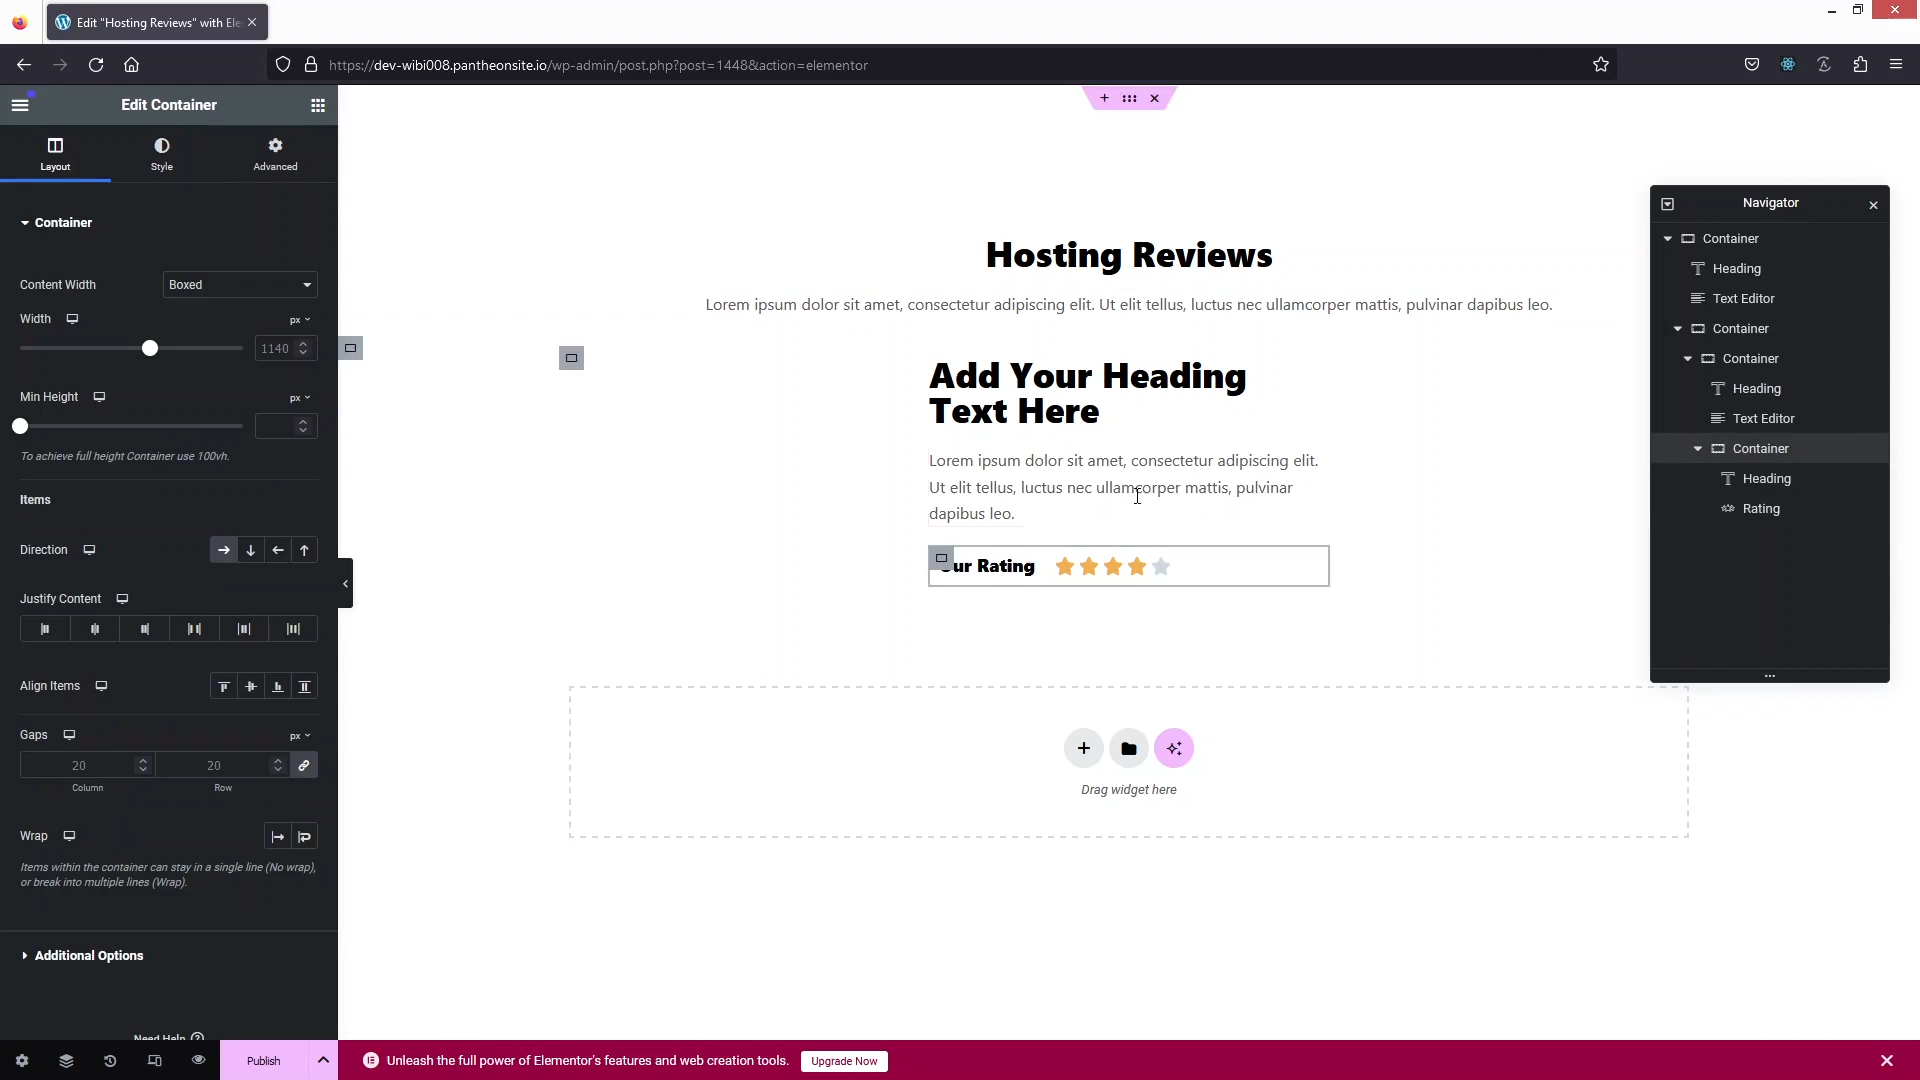 Edit "Hosting Reviews" with Ele
https://dev-wibi008.pantheonsite.io/wp-admin/post.php?post=1448&action=elementor
Edit Container
Layout
Style
Advanced
Container
Content Width
Boxed
Width
px
1140
Min Height
px
To achieve full height Container use 100vh.
Items
Direction
Justify Content
Align Items
Gaps
px
20
20
Column
Row
Wrap
Items within the container can stay in a single line (No wrap),
or break into multiple lines (Wrap).
Additional Options
Need Help
Publish
Hosting Reviews
Lorem ipsum dolor sit amet, consectetur adipiscing elit. Ut elit tellus, luctus nec ullamcorper mattis, pulvinar dapibus leo.
Add Your Heading
Text Here
Lorem ipsum dolor sit amet, consectetur adipiscing elit.
Ut elit tellus, luctus nec ullamcorper mattis, pulvinar
dapibus leo.
Our Rating
Drag widget here
Navigator
Container
Heading
Text Editor
Container
Container
Heading
Text Editor
Container
Heading
Rating
Unleash the full power of Elementor's features and web creation tools.
Upgrade Now